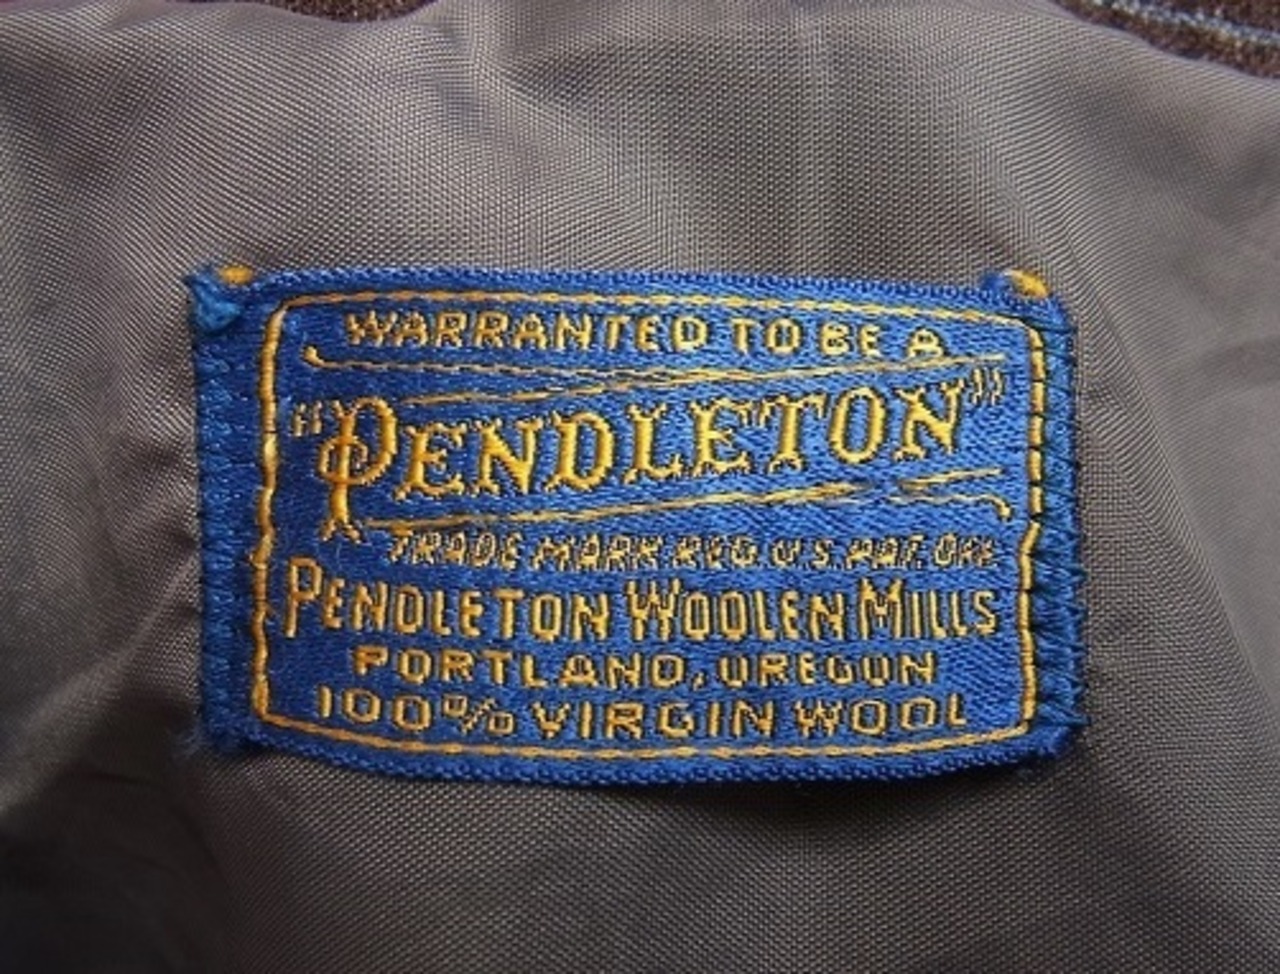 WARRANTED TO BE A
"PENDLETON"
TRADE MARK REG. U.S. PAT. OFF.
PENDLETON WOOLEN MILLS
PORTLAND, OREGON
100% VIRGIN WOOL